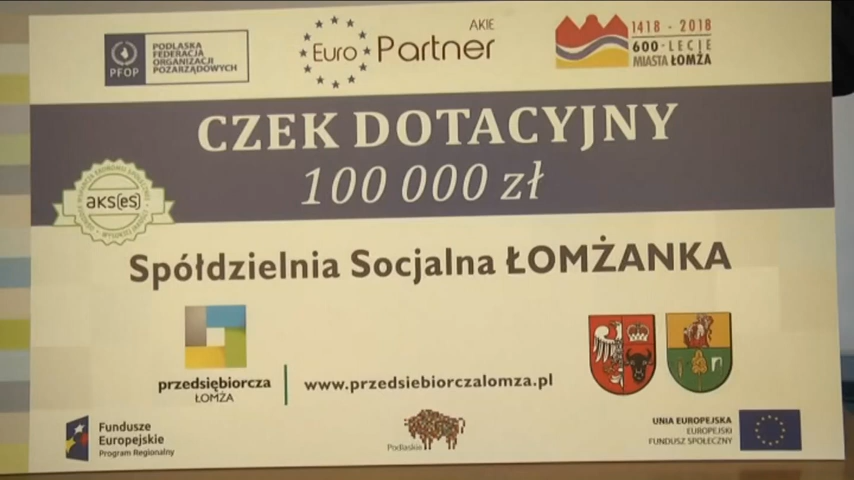 PFOP
PODLASKA
FEDERACJA
ORGANIZACJI
POZARZĄDOWYCH
AKIE
Euro Partner
1418 - 2018
600-LECIE
MIASTA ŁOMŻA
CZEK DOTACYJNY
100 000 zł
aks(es)
Spółdzielnia Socjalna ŁOMŻANKA
przedsiębiorcza
ŁOMŻA
www.przedsiebiorczalomza.pl
Fundusze
Europejskie
Program Regionalny
Podlaskie
UNIA EUROPEJSKA
EUROPEJSKI
FUNDUSZ SPOŁECZNY